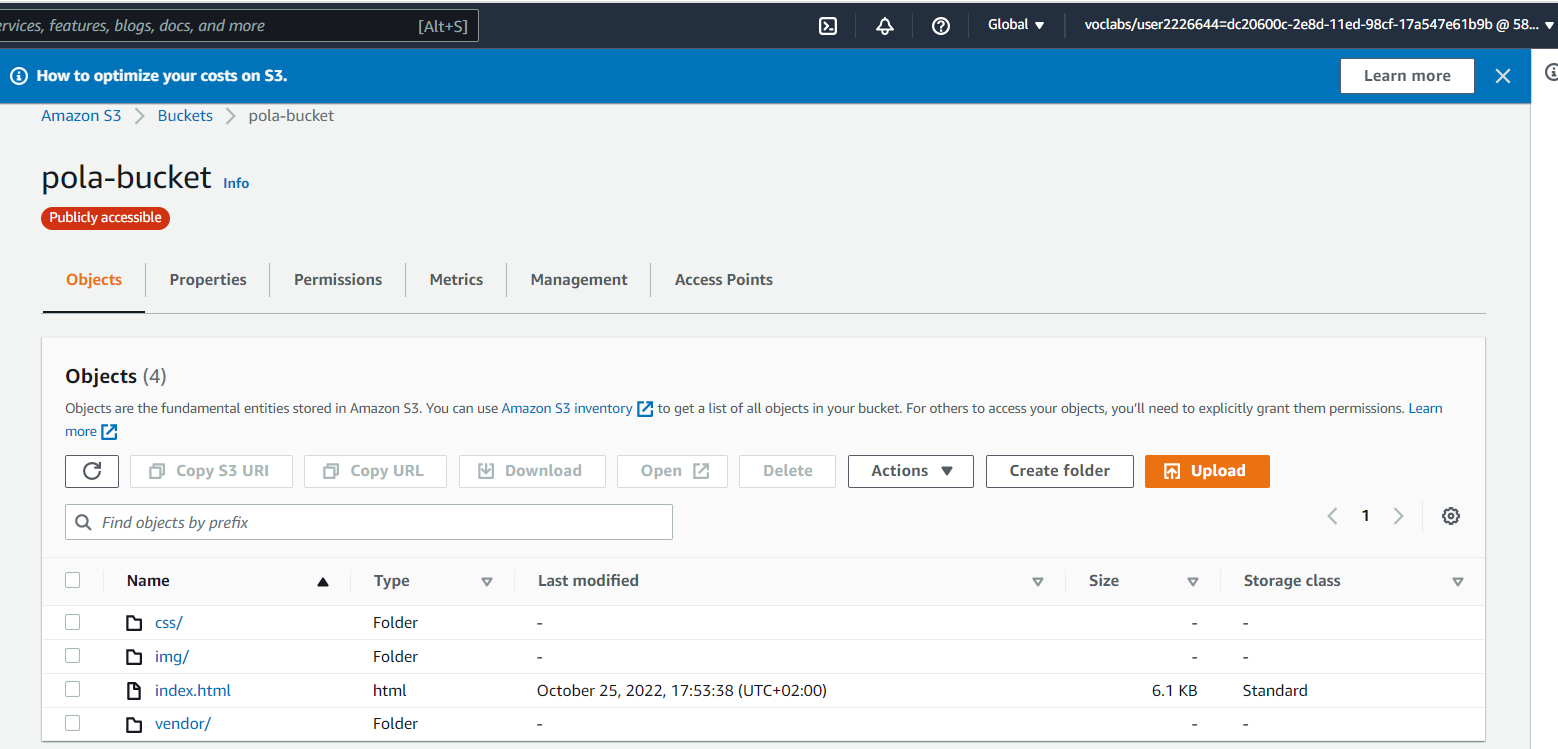 ervices, features, blogs, docs, and more [Alt+S] Global voclabs/user2226644=dc20600c-2e8d-11ed-98cf-17a547e61b9b @ 58...
How to optimize your costs on S3. Learn more
Amazon S3 Buckets pola-bucket
pola-bucket Info
Publicly accessible
Objects Properties Permissions Metrics Management Access Points
Objects (4)
Objects are the fundamental entities stored in Amazon S3. You can use Amazon S3 inventory to get a list of all objects in your bucket. For others to access your objects, you'll need to explicitly grant them permissions. Learn
more
Copy S3 URI Copy URL Download Open Delete Actions Create folder Upload
Find objects by prefix 1
Name Type Last modified Size Storage class
css/ Folder - - -
img/ Folder - - -
index.html html October 25, 2022, 17:53:38 (UTC+02:00) 6.1 KB Standard
vendor/ Folder - - -